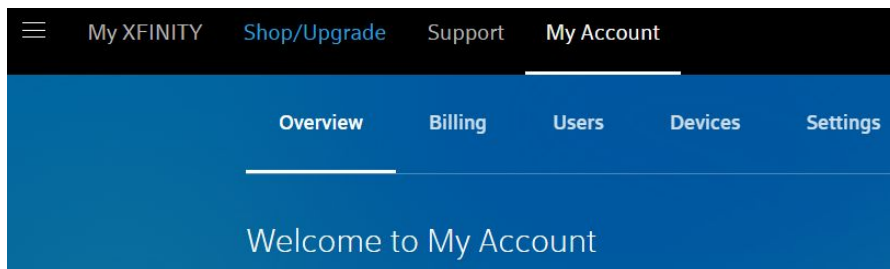 My XFINITY Shop/Upgrade Support My Account
Overview Billing Users Devices Settings
Welcome to My Account